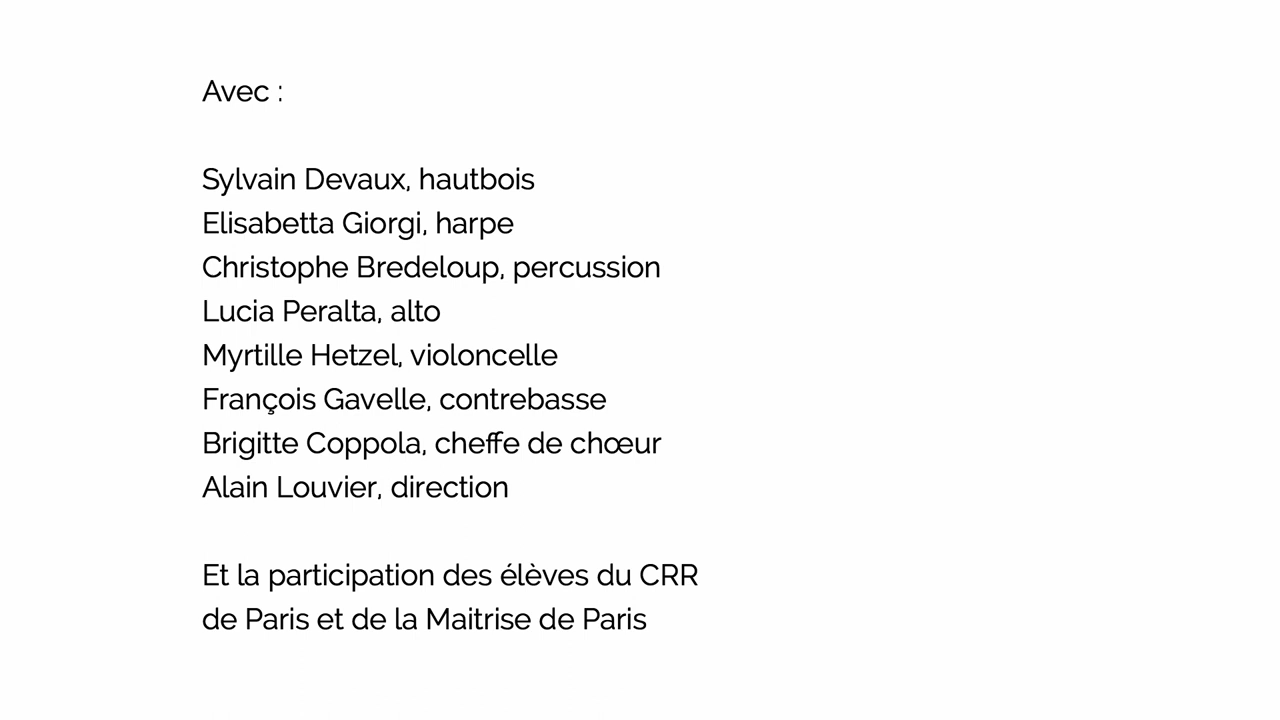 Avec :
Sylvain Devaux, hautbois
Elisabetta Giorgi, harpe
Christophe Bredeloup, percussion
Lucia Peralta, alto
Myrtille Hetzel, violoncelle
François Gavelle, contrebasse
Brigitte Coppola, cheffe de chœur
Alain Louvier, direction
Et la participation des élèves du CRR
de Paris et de la Maitrise de Paris